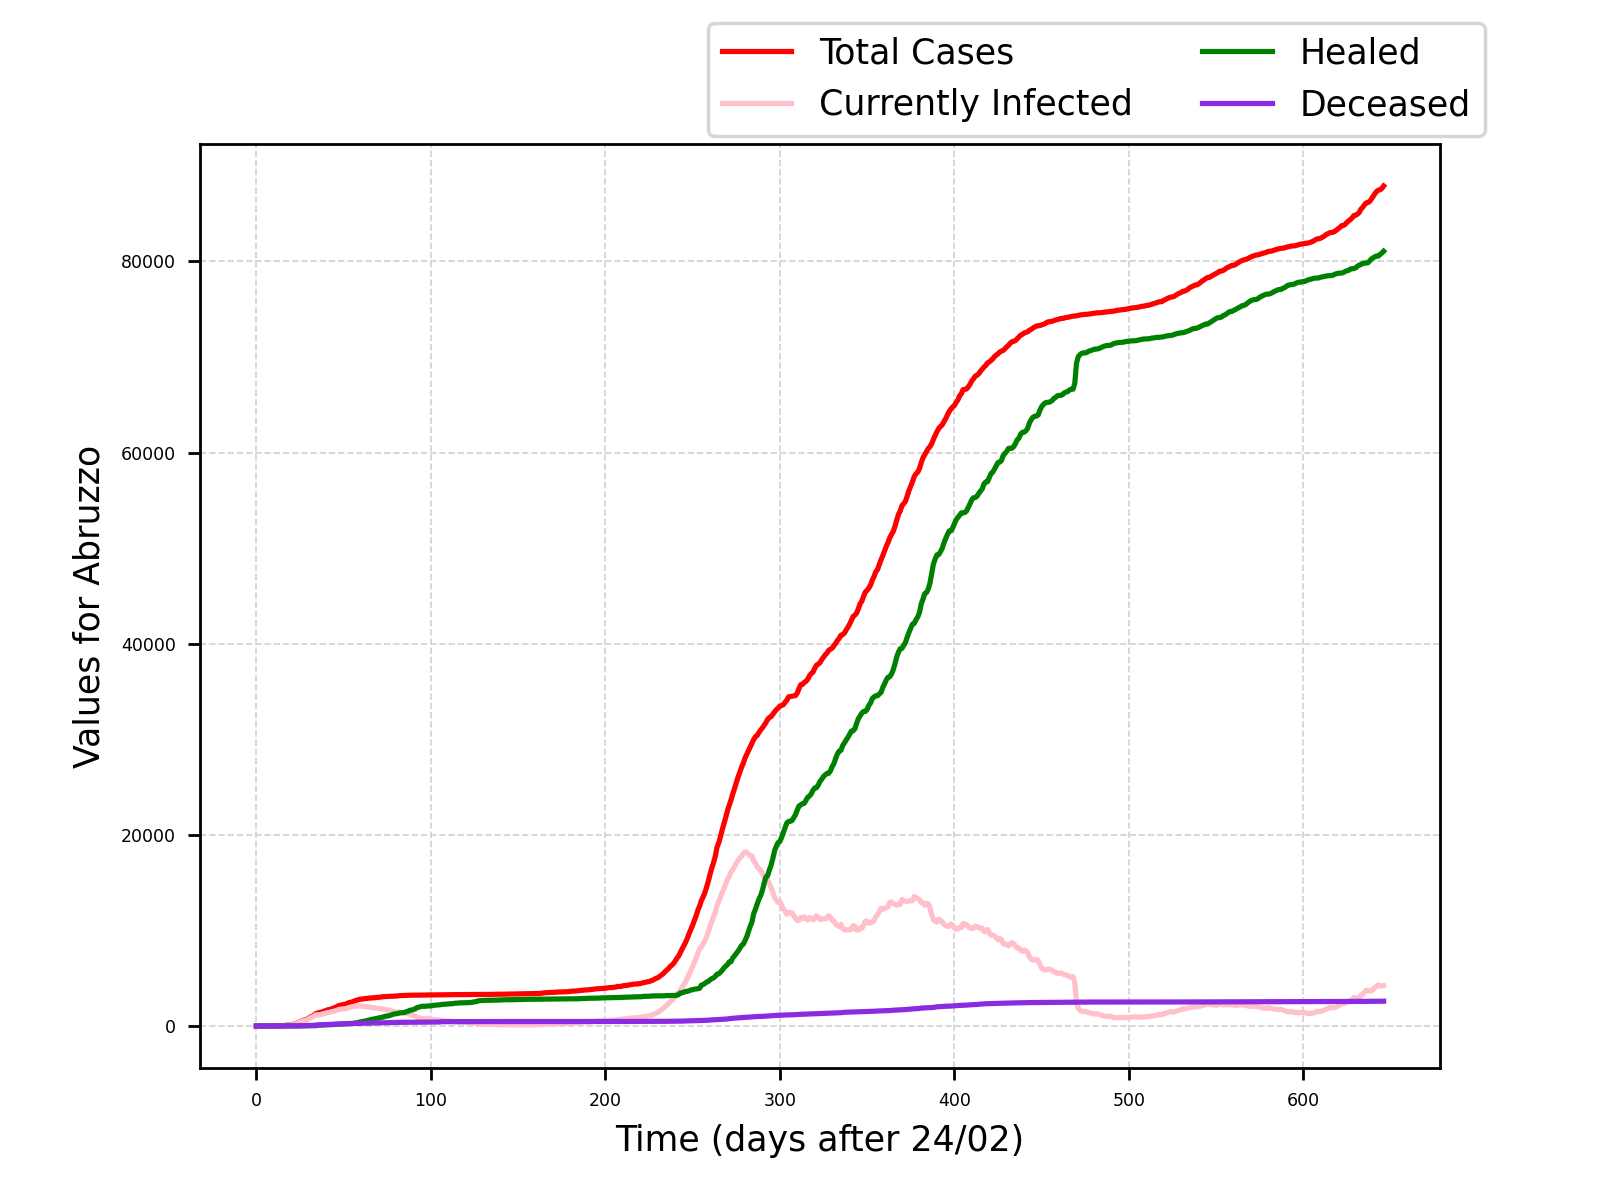 Total Cases
Currently Infected
Healed
Deceased
Values for Abruzzo
80000
60000
40000
20000
0
0 100 200 300 400 500 600
Time (days after 24/02)